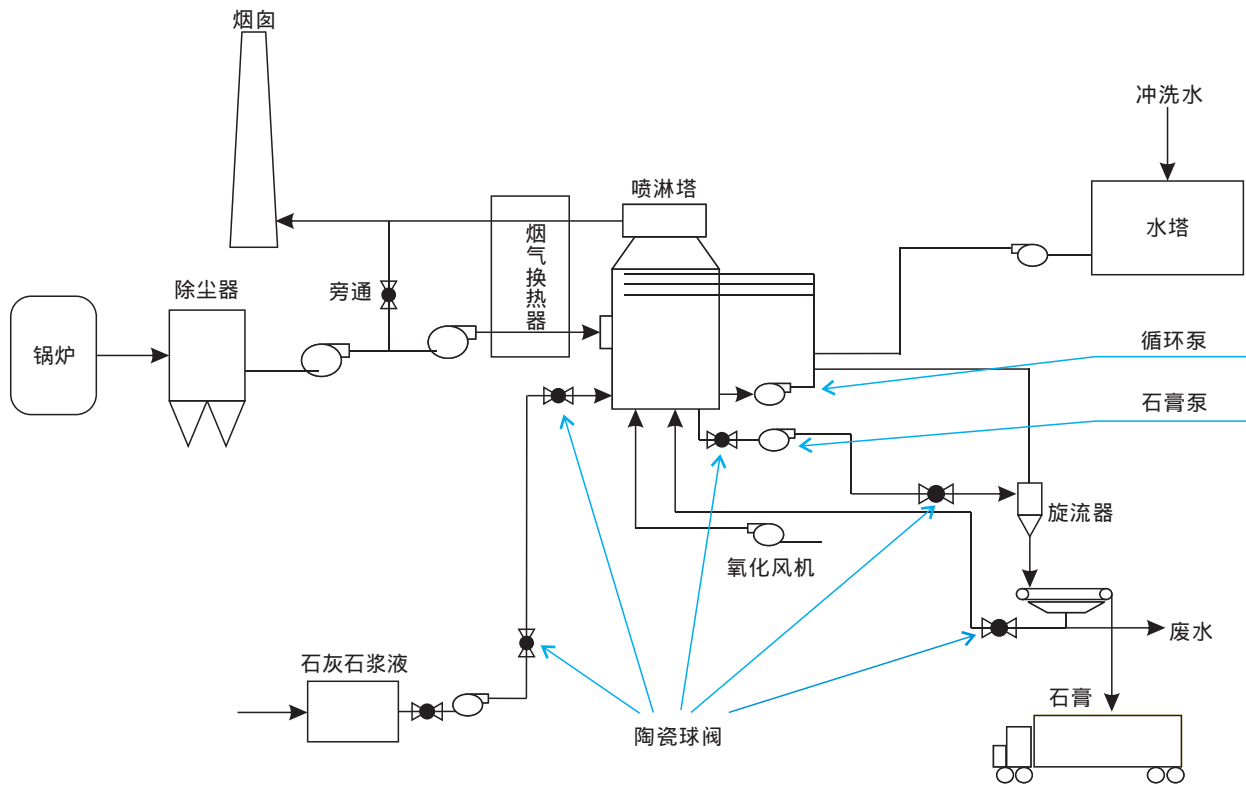 烟囱
冲洗水
喷淋塔
水塔
烟气换热器
除尘器
旁通
锅炉
循环泵
石膏泵
旋流器
氧化风机
废水
石灰石浆液
石膏
陶瓷球阀